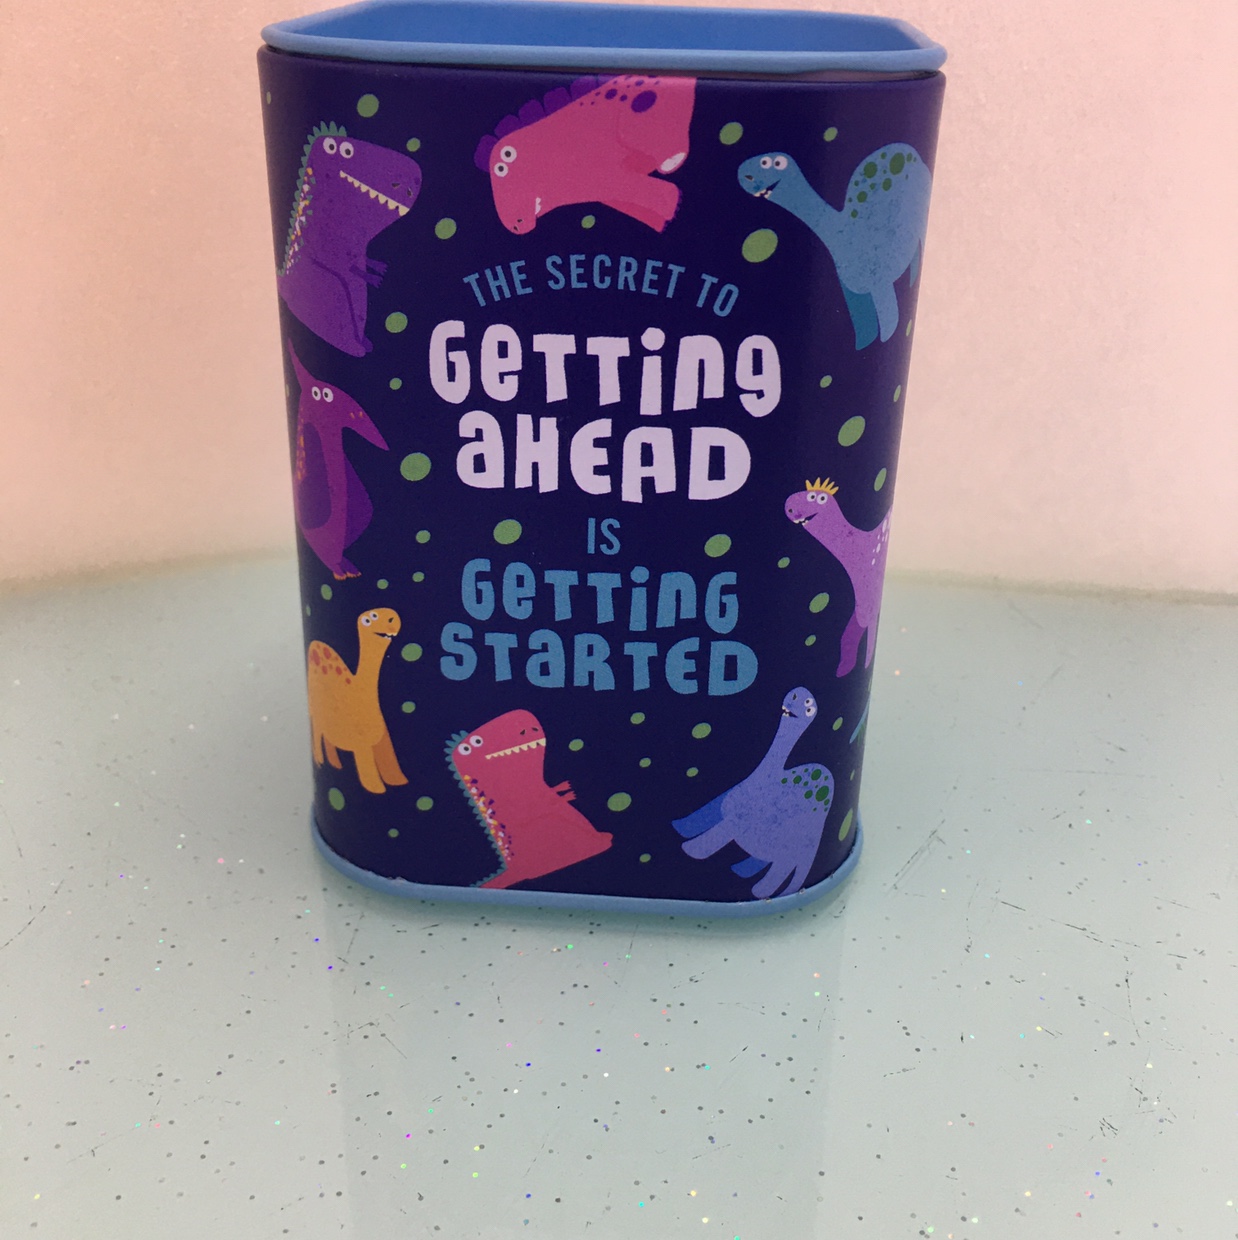 THE SECRET TO
GeTTing
aHEAD
IS
GeTTinG
STaRTED